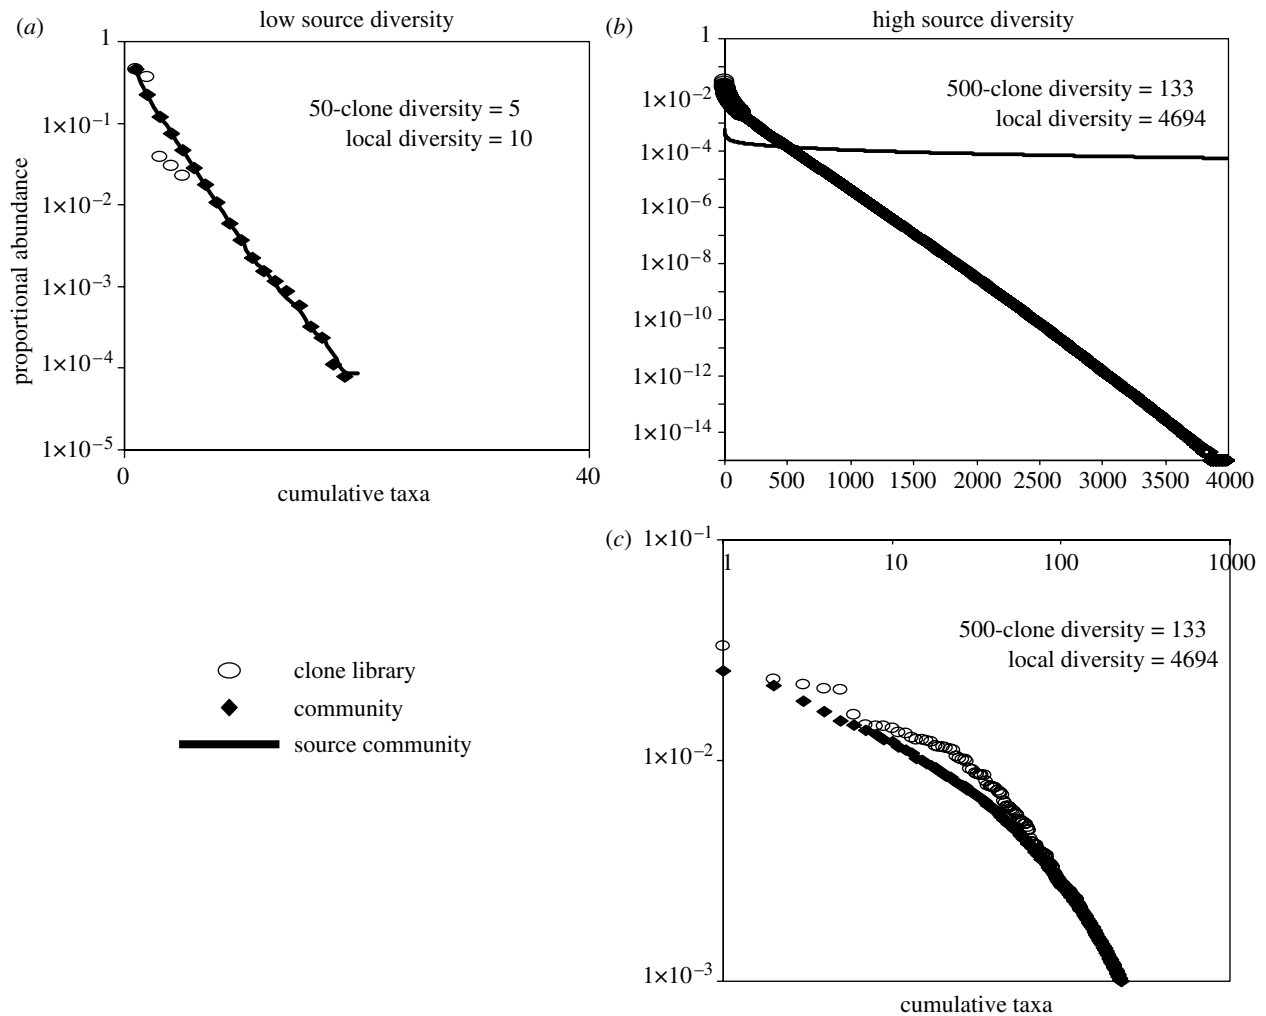 (a)
low source diversity
1
1×10⁻¹
1×10⁻²
1×10⁻³
1×10⁻⁴
1×10⁻⁵
proportional abundance
50-clone diversity = 5
local diversity = 10
0
40
cumulative taxa
(b)
high source diversity
1
1×10⁻²
1×10⁻⁴
1×10⁻⁶
1×10⁻⁸
1×10⁻¹⁰
1×10⁻¹²
1×10⁻¹⁴
500-clone diversity = 133
local diversity = 4694
0 500 1000 1500 2000 2500 3000 3500 4000
(c)
1×10⁻¹
1 10 100 1000
500-clone diversity = 133
local diversity = 4694
1×10⁻²
1×10⁻³
cumulative taxa
clone library
community
source community